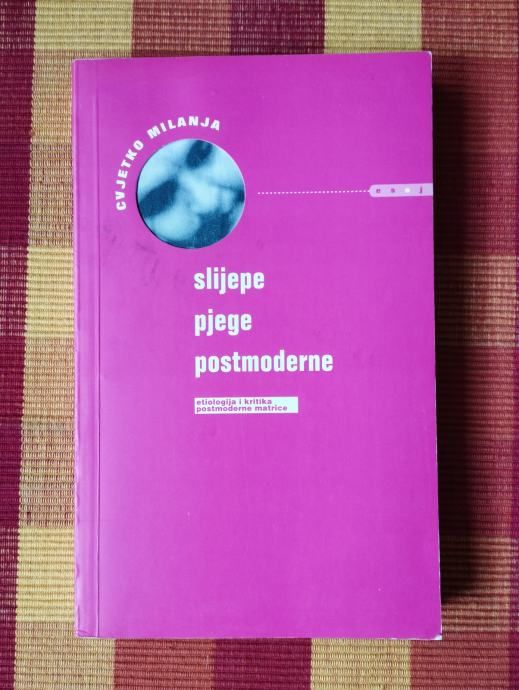 CVJETKO MILANJA
esej
slijepe
pjege
postmoderne
etiologija i kritika
postmoderne matrice